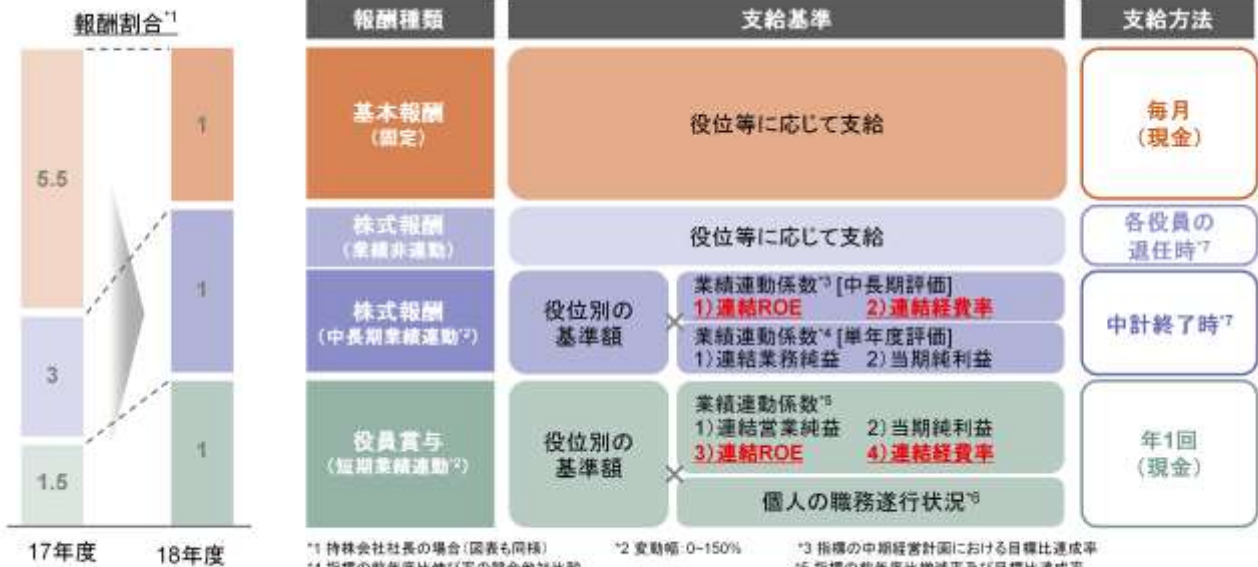 報酬割合*1
5.5
3
1.5
17年度
1
1
1
18年度
報酬種類
支給基準
支給方法
基本報酬
(固定)
役位等に応じて支給
毎月
(現金)
株式報酬
(業績非連動)
役位等に応じて支給
各役員の
退任時*7
株式報酬
(中長期業績連動*2)
役位別の
基準額
×
業績連動係数*3 [中長期評価]
1)連結ROE 2)連結経費率
業績連動係数*4 [単年度評価]
1)連結業務純益 2)当期純利益
中計終了時*7
役員賞与
(短期業績連動*2)
役位別の
基準額
×
業績連動係数*5
1)連結営業純益 2)当期純利益
3)連結ROE 4)連結経費率
個人の職務遂行状況*6
年1回
(現金)
*1 持株会社社長の場合(図表も同様) *2 変動幅:0-150% *3 指標の中期経営計画における目標比達成率